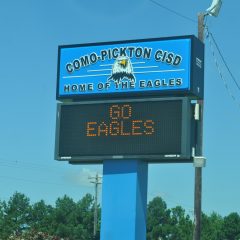 COMO-PICKTON CISD
HOME OF THE EAGLES
GO
EAGLES